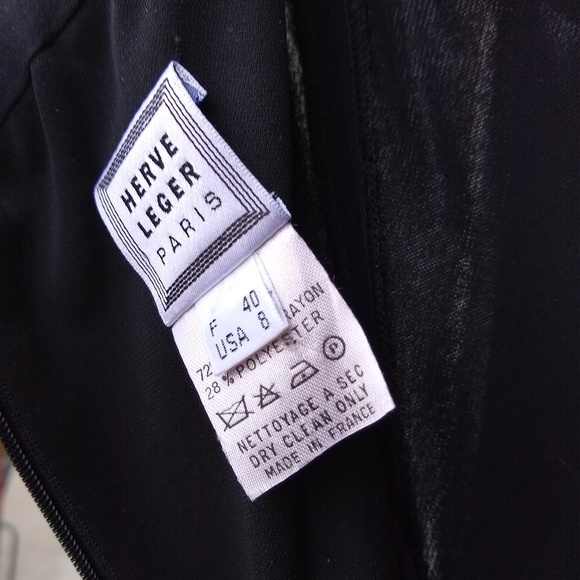 HERVE
LEGER
PARIS
F 40
USA 8
72 RAYON
28% POLYESTER
P
NETTOYAGE A SEC
DRY CLEAN ONLY
MADE IN FRANCE